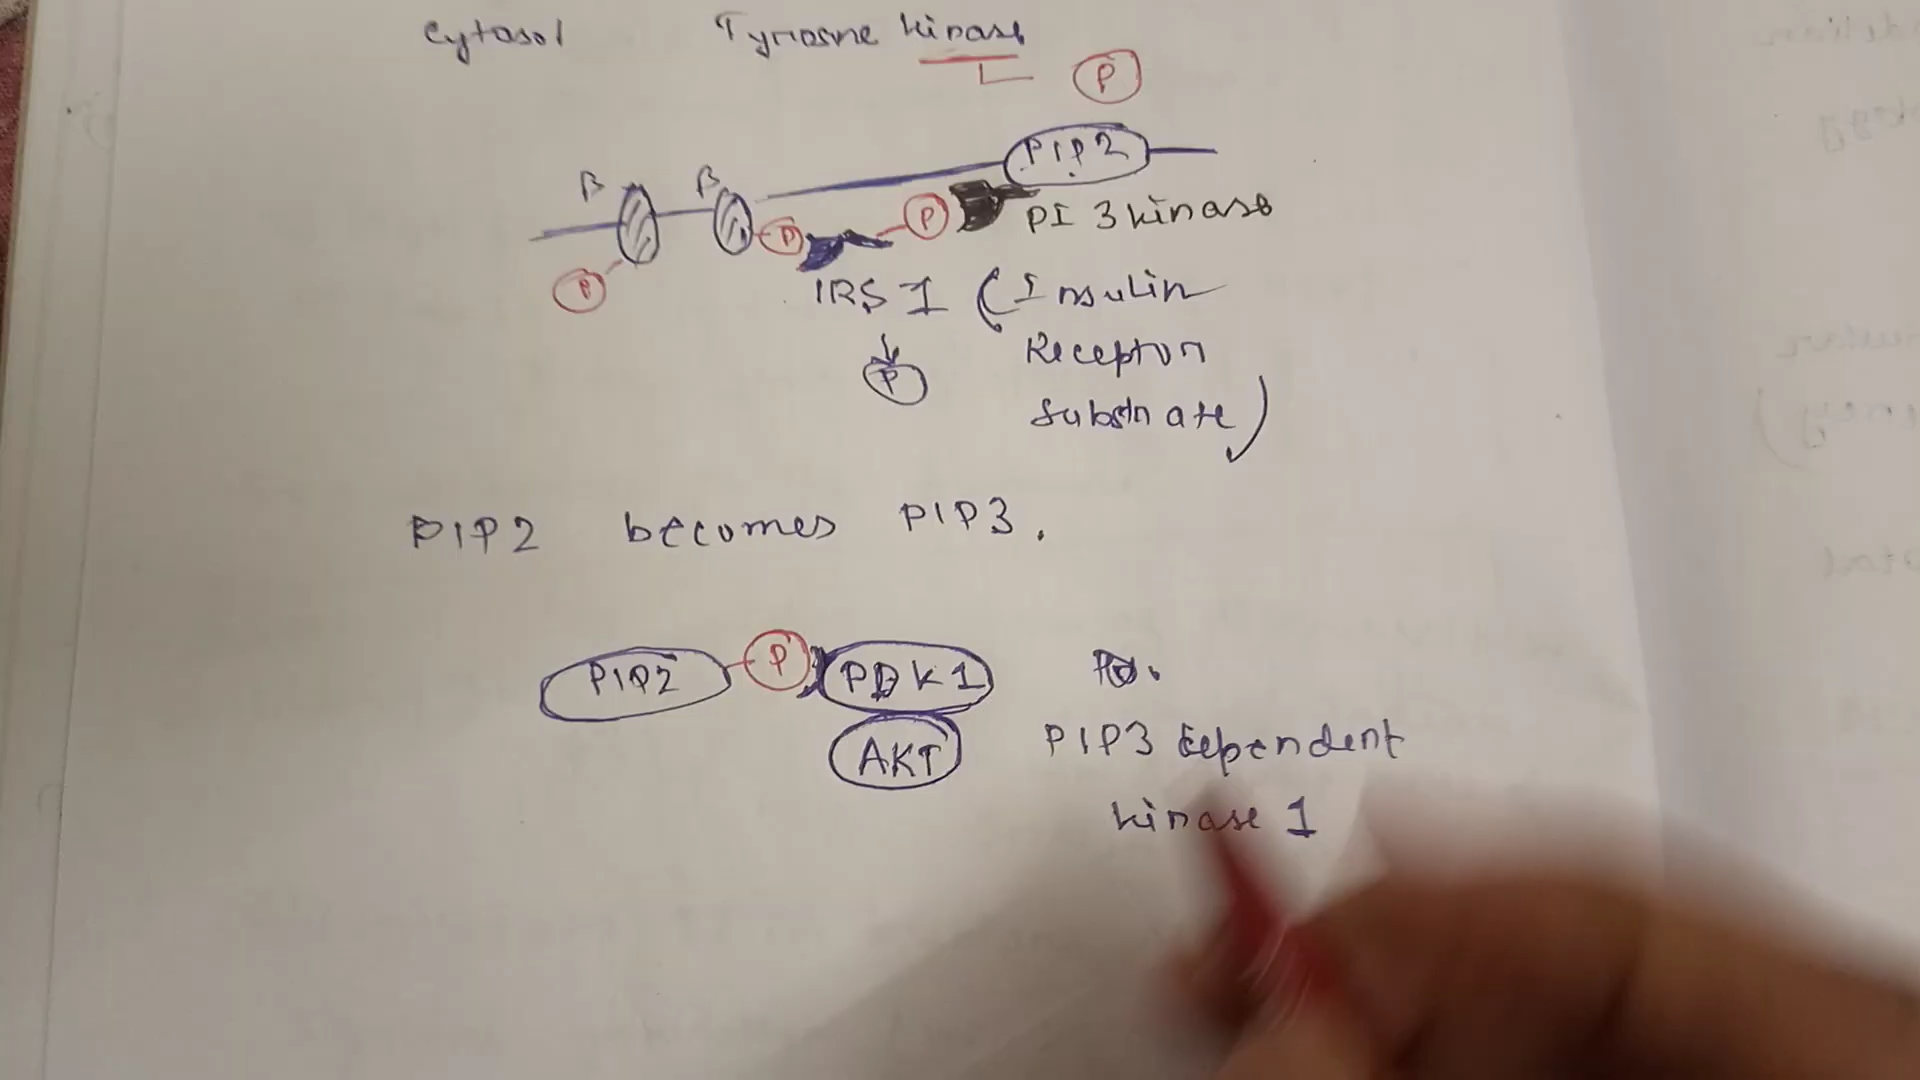 Cytosol Tyrosine kinase
P
PIP2
B B
P P PI 3 kinase
P
IRS 1 (Insulin
Receptor
P
Substrate)
PIP2 becomes PIP3.
PIP2 P PDK1
PIP3 dependent
AKT
kinase 1